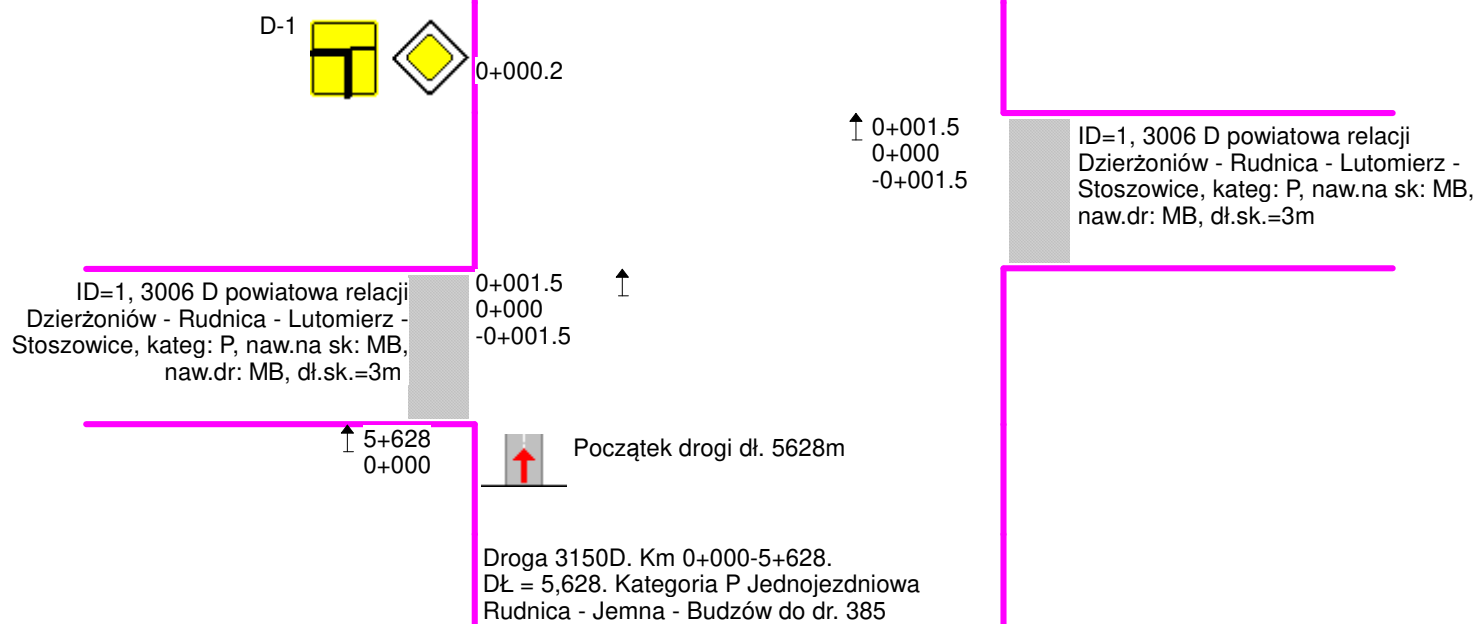 D-1
0+000.2
0+001.5
0+000
-0+001.5
ID=1, 3006 D powiatowa relacji
Dzierżoniów - Rudnica - Lutomierz -
Stoszowice, kateg: P, naw.na sk: MB,
naw.dr: MB, dł.sk.=3m
ID=1, 3006 D powiatowa relacji
Dzierżoniów - Rudnica - Lutomierz -
Stoszowice, kateg: P, naw.na sk: MB,
naw.dr: MB, dł.sk.=3m
0+001.5
0+000
-0+001.5
5+628
0+000
Początek drogi dł. 5628m
Droga 3150D. Km 0+000-5+628.
DŁ = 5,628. Kategoria P Jednojezdniowa
Rudnica - Jemna - Budzów do dr. 385